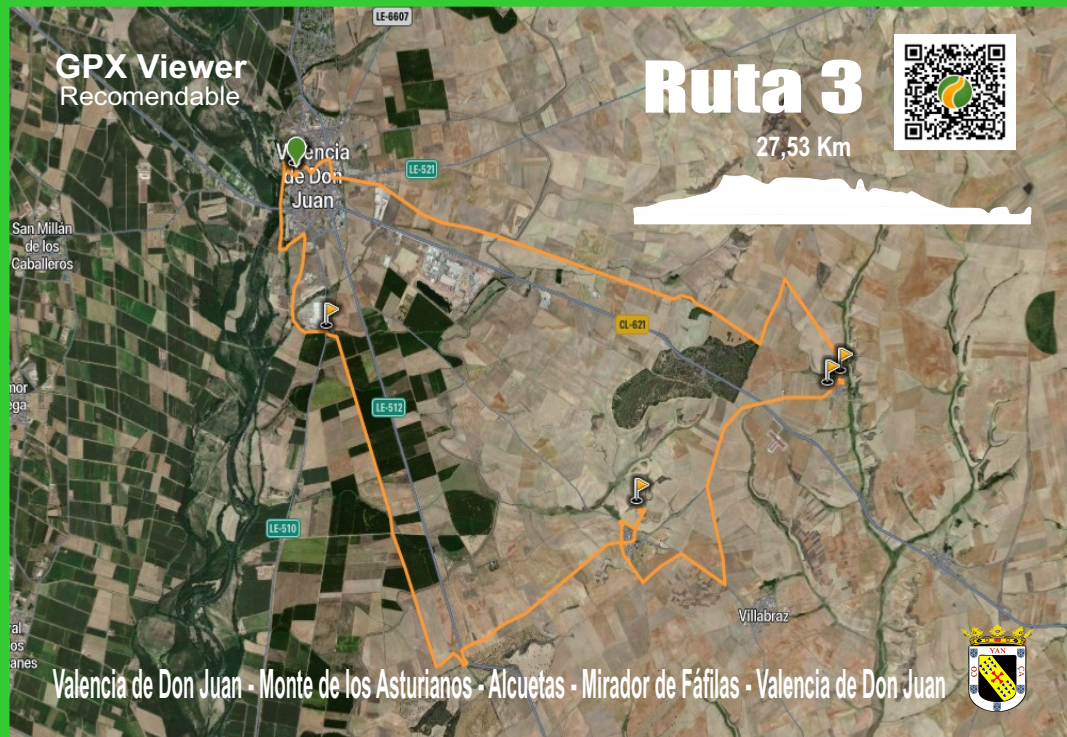 LE-6607
GPX Viewer
Recomendable
Ruta 3
27,53 Km
Valencia
de Don
Juan
LE-521
San Millán
de los
Caballeros
CL-621
LE-512
LE-510
Villabraz
CO YAN CA
Valencia de Don Juan - Monte de los Asturianos - Alcuetas - Mirador de Fáfilas - Valencia de Don Juan